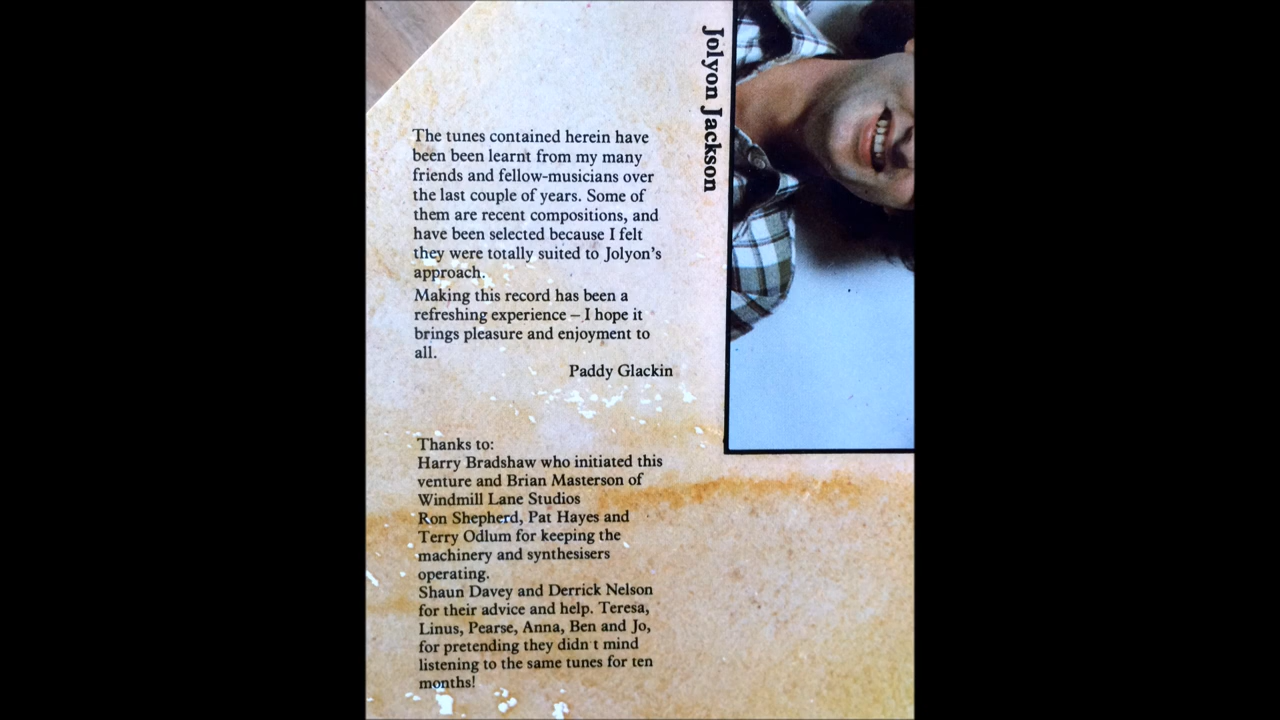 Jolyon Jackson
The tunes contained herein have
been been learnt from my many
friends and fellow-musicians over
the last couple of years. Some of
them are recent compositions, and
have been selected because I felt
they were totally suited to Jolyon's
approach.
Making this record has been a
refreshing experience – I hope it
brings pleasure and enjoyment to
all.
Paddy Glackin
Thanks to:
Harry Bradshaw who initiated this
venture and Brian Masterson of
Windmill Lane Studios
Ron Shepherd, Pat Hayes and
Terry Odlum for keeping the
machinery and synthesisers
operating.
Shaun Davey and Derrick Nelson
for their advice and help. Teresa,
Linus, Pearse, Anna, Ben and Jo,
for pretending they didn't mind
listening to the same tunes for ten
months!